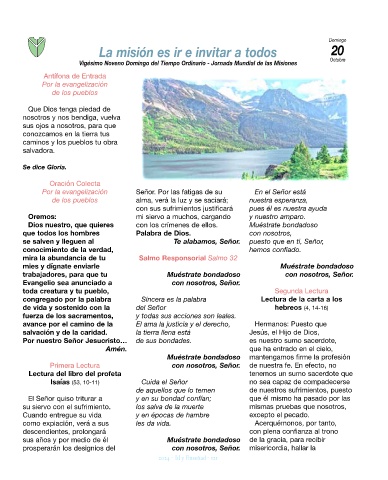 Domingo
20
Octubre
La misión es ir e invitar a todos
Vigésimo Noveno Domingo del Tiempo Ordinario - Jornada Mundial de las Misiones
Antífona de Entrada
Por la evangelización
de los pueblos
Que Dios tenga piedad de
nosotros y nos bendiga, vuelva
sus ojos a nosotros, para que
conozcamos en la tierra tus
caminos y los pueblos tu obra
salvadora.
Se dice Gloria.
Oración Colecta
Por la evangelización
de los pueblos
Oremos:
Dios nuestro, que quieres
que todos los hombres
se salven y lleguen al
conocimiento de la verdad,
mira la abundancia de tu
mies y dígnate enviarle
trabajadores, para que tu
Evangelio sea anunciado a
toda creatura y tu pueblo,
congregado por la palabra
de vida y sostenido con la
fuerza de los sacramentos,
avance por el camino de la
salvación y de la caridad.
Por nuestro Señor Jesucristo...
Amén.
Primera Lectura
Lectura del libro del profeta
Isaías (53, 10-11)
El Señor quiso triturar a
su siervo con el sufrimiento.
Cuando entregue su vida
como expiación, verá a sus
descendientes, prolongará
sus años y por medio de él
prosperarán los designios del
Señor. Por las fatigas de su
alma, verá la luz y se saciará;
con sus sufrimientos justificará
mi siervo a muchos, cargando
con los crímenes de ellos.
Palabra de Dios.
Te alabamos, Señor.
Salmo Responsorial Salmo 32
Muéstrate bondadoso
con nosotros, Señor.
Sincera es la palabra
del Señor
y todas sus acciones son leales.
El ama la justicia y el derecho,
la tierra llena está
de sus bondades.
Muéstrate bondadoso
con nosotros, Señor.
Cuida el Señor
de aquellos que lo temen
y en su bondad confían;
los salva de la muerte
y en épocas de hambre
les da vida.
Muéstrate bondadoso
con nosotros, Señor.
En el Señor está
nuestra esperanza,
pues él es nuestra ayuda
y nuestro amparo.
Muéstrate bondadoso
con nosotros,
puesto que en ti, Señor,
hemos confiado.
Muéstrate bondadoso
con nosotros, Señor.
Segunda Lectura
Lectura de la carta a los
hebreos (4, 14-16)
Hermanos: Puesto que
Jesús, el Hijo de Dios,
es nuestro sumo sacerdote,
que ha entrado en el cielo,
mantengamos firme la profesión
de nuestra fe. En efecto, no
tenemos un sumo sacerdote que
no sea capaz de compadecerse
de nuestros sufrimientos, puesto
que él mismo ha pasado por las
mismas pruebas que nosotros,
excepto el pecado.
Acerquémonos, por tanto,
con plena confianza al trono
de la gracia, para recibir
misericordia, hallar la